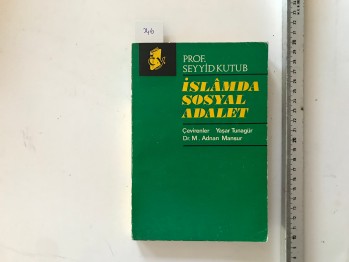 PROF.
SEYYİD KUTUB
İSLÂMDA
SOSYAL
ADALET
Çevirenler Yaşar Tunagür
Dr. M. Adnan Mansur